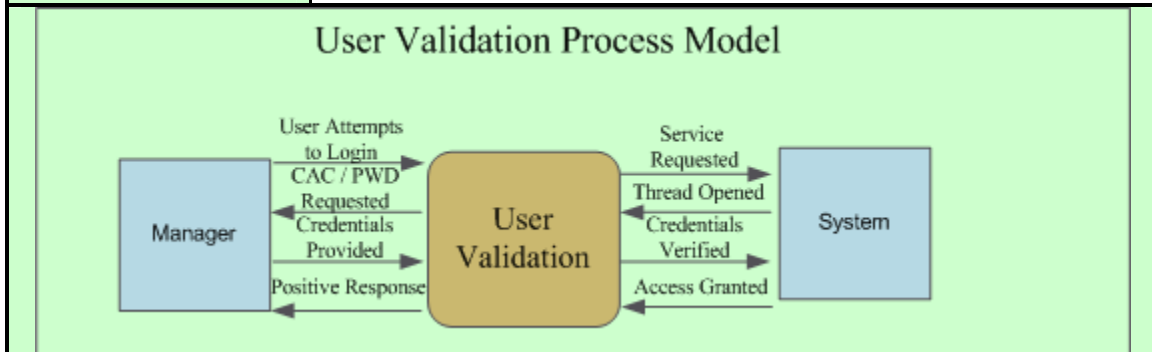 User Validation Process Model
User Attempts
to Login
CAC / PWD
Requested
Credentials
Provided
Positive Response
Manager
User
Validation
Service
Requested
Thread Opened
Credentials
Verified
Access Granted
System